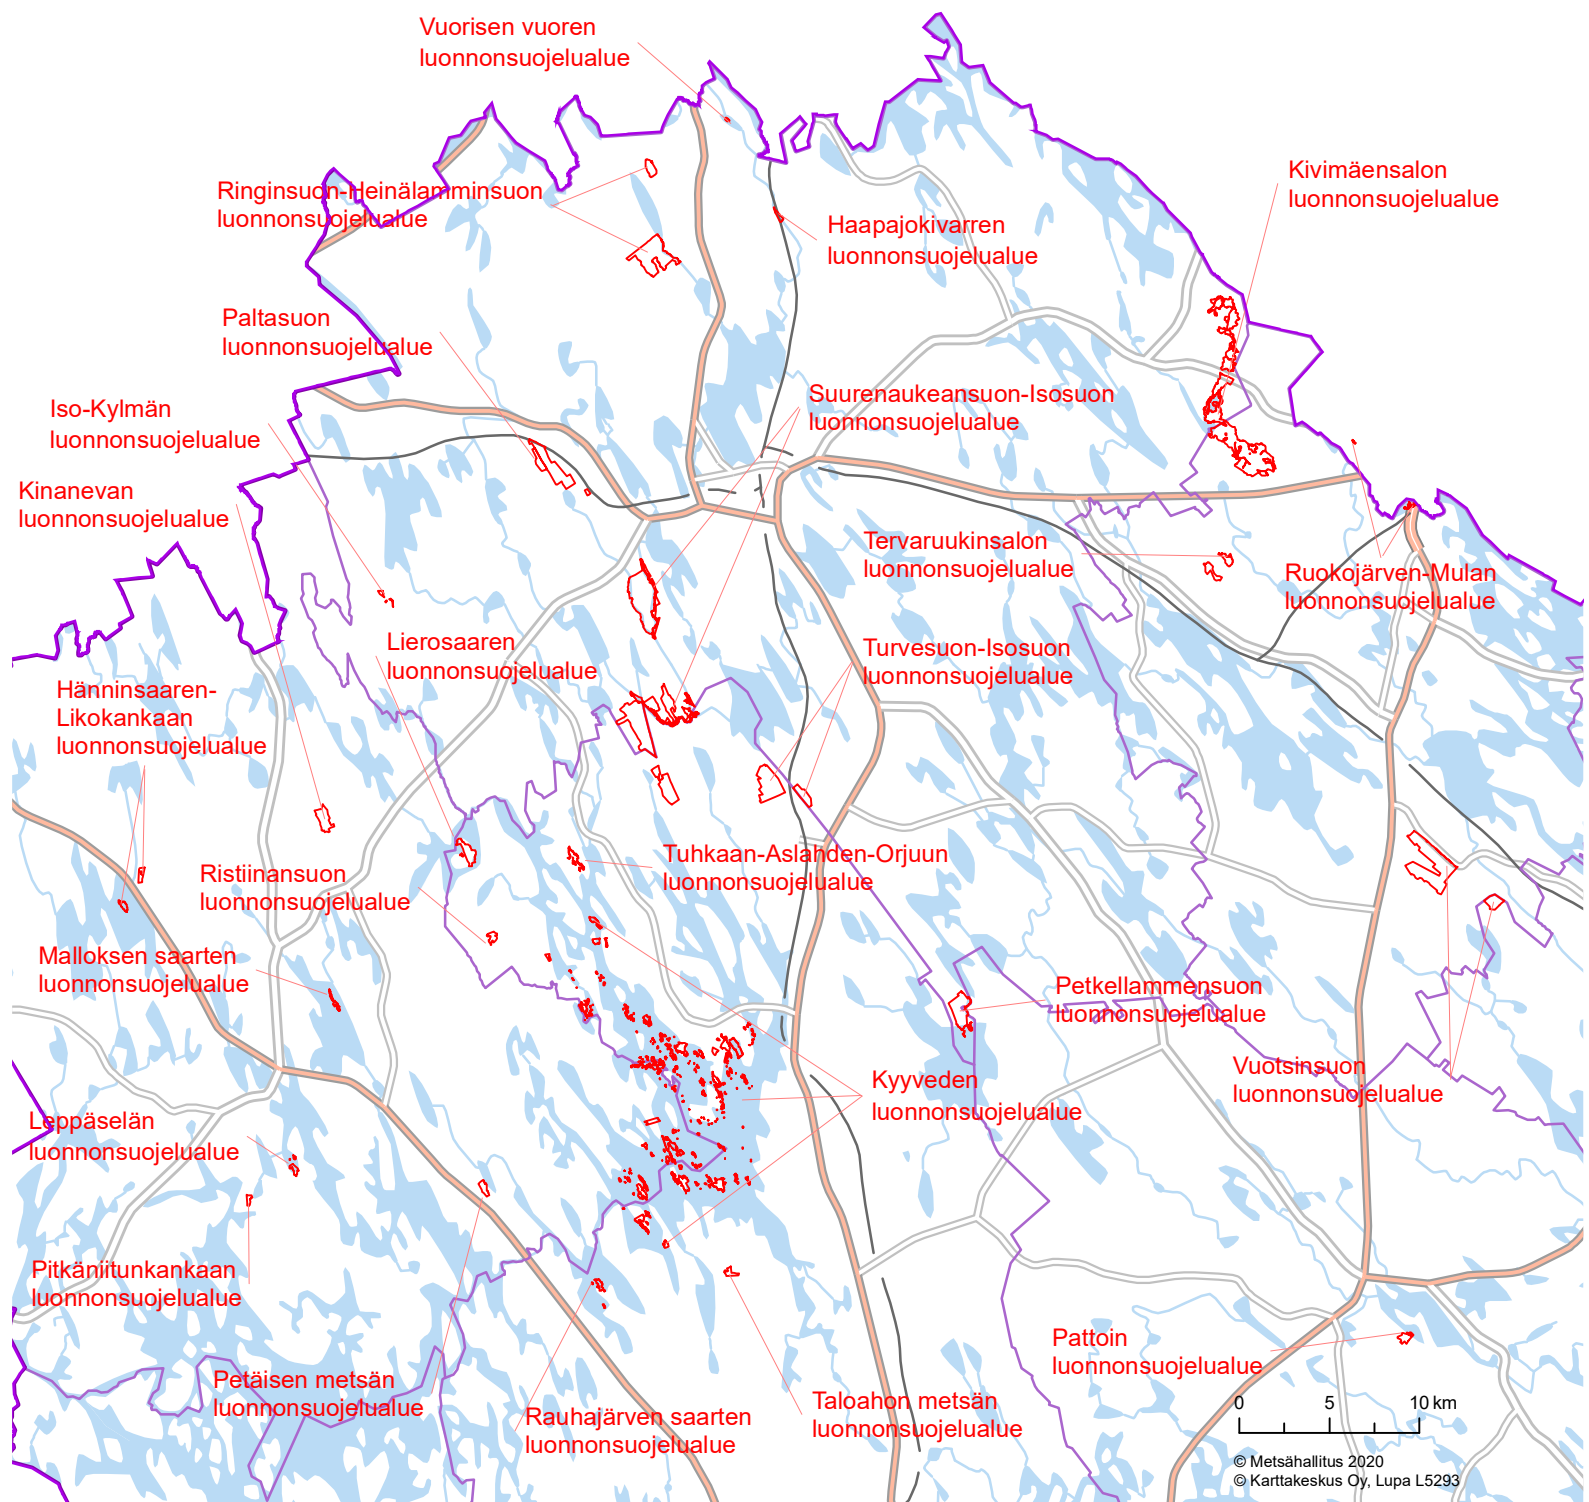 Vuorisen vuoren
luonnonsuojelualue
Kivimäensalon
luonnonsuojelualue
Ringinsuon-Heinälamminsuon
luonnonsuojelualue
Haapajokivarren
luonnonsuojelualue
Paltasuon
luonnonsuojelualue
Suurenaukeansuon-Isosuon
luonnonsuojelualue
Iso-Kylmän
luonnonsuojelualue
Kinanevan
luonnonsuojelualue
Tervaruukinsalon
luonnonsuojelualue
Ruokojärven-Mulan
luonnonsuojelualue
Lierosaaren
luonnonsuojelualue
Turvesuon-Isosuon
luonnonsuojelualue
Hänninsaaren-
Likokankaan
luonnonsuojelualue
Tuhkaan-Aslahden-Orjuun
luonnonsuojelualue
Ristiinansuon
luonnonsuojelualue
Malloksen saarten
luonnonsuojelualue
Petkellammensuon
luonnonsuojelualue
Vuotsinsuon
luonnonsuojelualue
Kyyveden
luonnonsuojelualue
Leppäselän
luonnonsuojelualue
Pitkäniitunkankaan
luonnonsuojelualue
Pattoin
luonnonsuojelualue
Petäisen metsän
luonnonsuojelualue
Rauhajärven saarten
luonnonsuojelualue
Taloahon metsän
luonnonsuojelualue
0 5 10 km
© Metsähallitus 2020
© Karttakeskus Oy, Lupa L5293